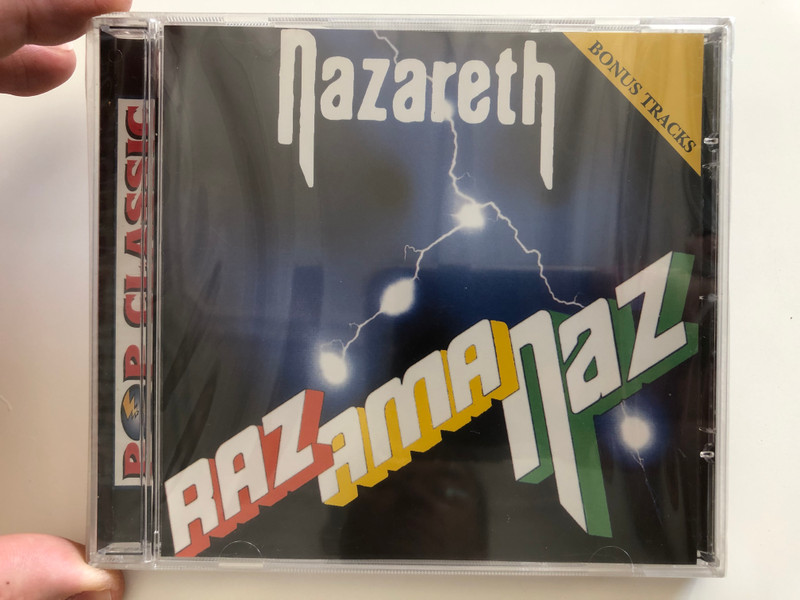 Nazareth
BONUS TRACKS
POP CLASSIC
RAZAMANAZ